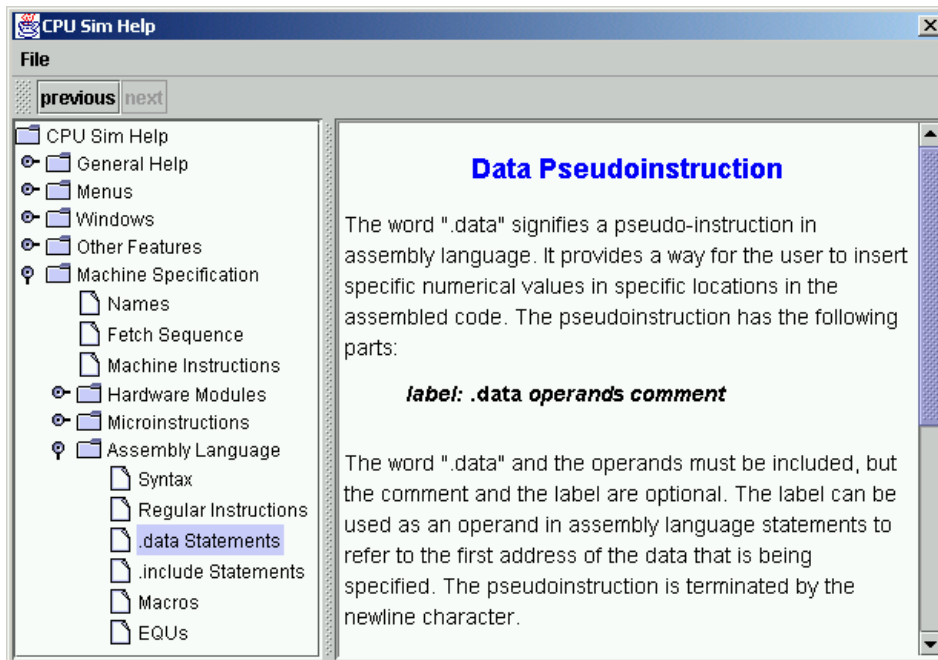 CPU Sim Help
File
previous next
CPU Sim Help
General Help
Menus
Windows
Other Features
Machine Specification
Names
Fetch Sequence
Machine Instructions
Hardware Modules
Microinstructions
Assembly Language
Syntax
Regular Instructions
.data Statements
.include Statements
Macros
EQUs
Data Pseudoinstruction
The word ".data" signifies a pseudo-instruction in
assembly language. It provides a way for the user to insert
specific numerical values in specific locations in the
assembled code. The pseudoinstruction has the following
parts:
label: .data operands comment
The word ".data" and the operands must be included, but
the comment and the label are optional. The label can be
used as an operand in assembly language statements to
refer to the first address of the data that is being
specified. The pseudoinstruction is terminated by the
newline character.